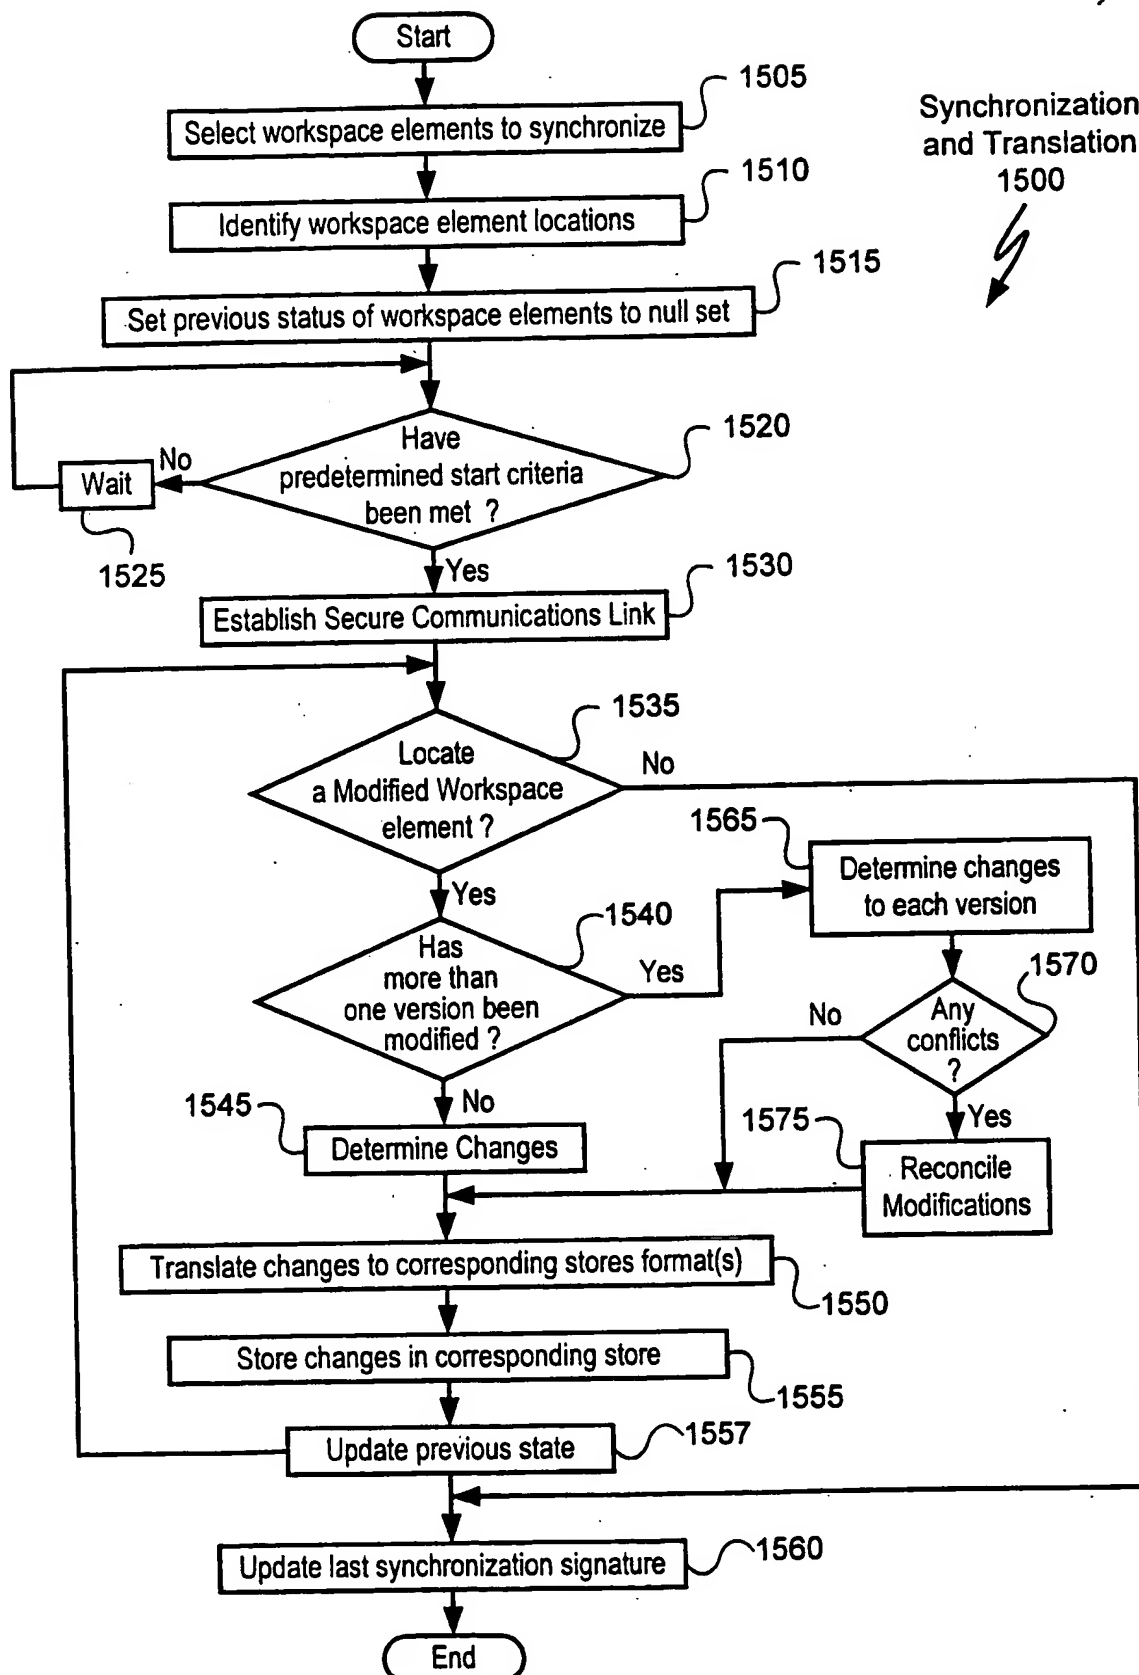 Start
1505
Select workspace elements to synchronize
Synchronization
and Translation
1500
1510
Identify workspace element locations
1515
Set previous status of workspace elements to null set
1520
Have
predetermined start criteria
been met ?
No
Wait
1525
Yes
1530
Establish Secure Communications Link
1535
Locate
a Modified Workspace
element ?
No
Yes
1565
Determine changes
to each version
1540
Has
more than
one version been
modified ?
Yes
1570
Any
conflicts
?
No
Yes
No
1545
Determine Changes
1575
Reconcile
Modifications
Translate changes to corresponding stores format(s)
1550
Store changes in corresponding store
1555
Update previous state
1557
Update last synchronization signature
1560
End